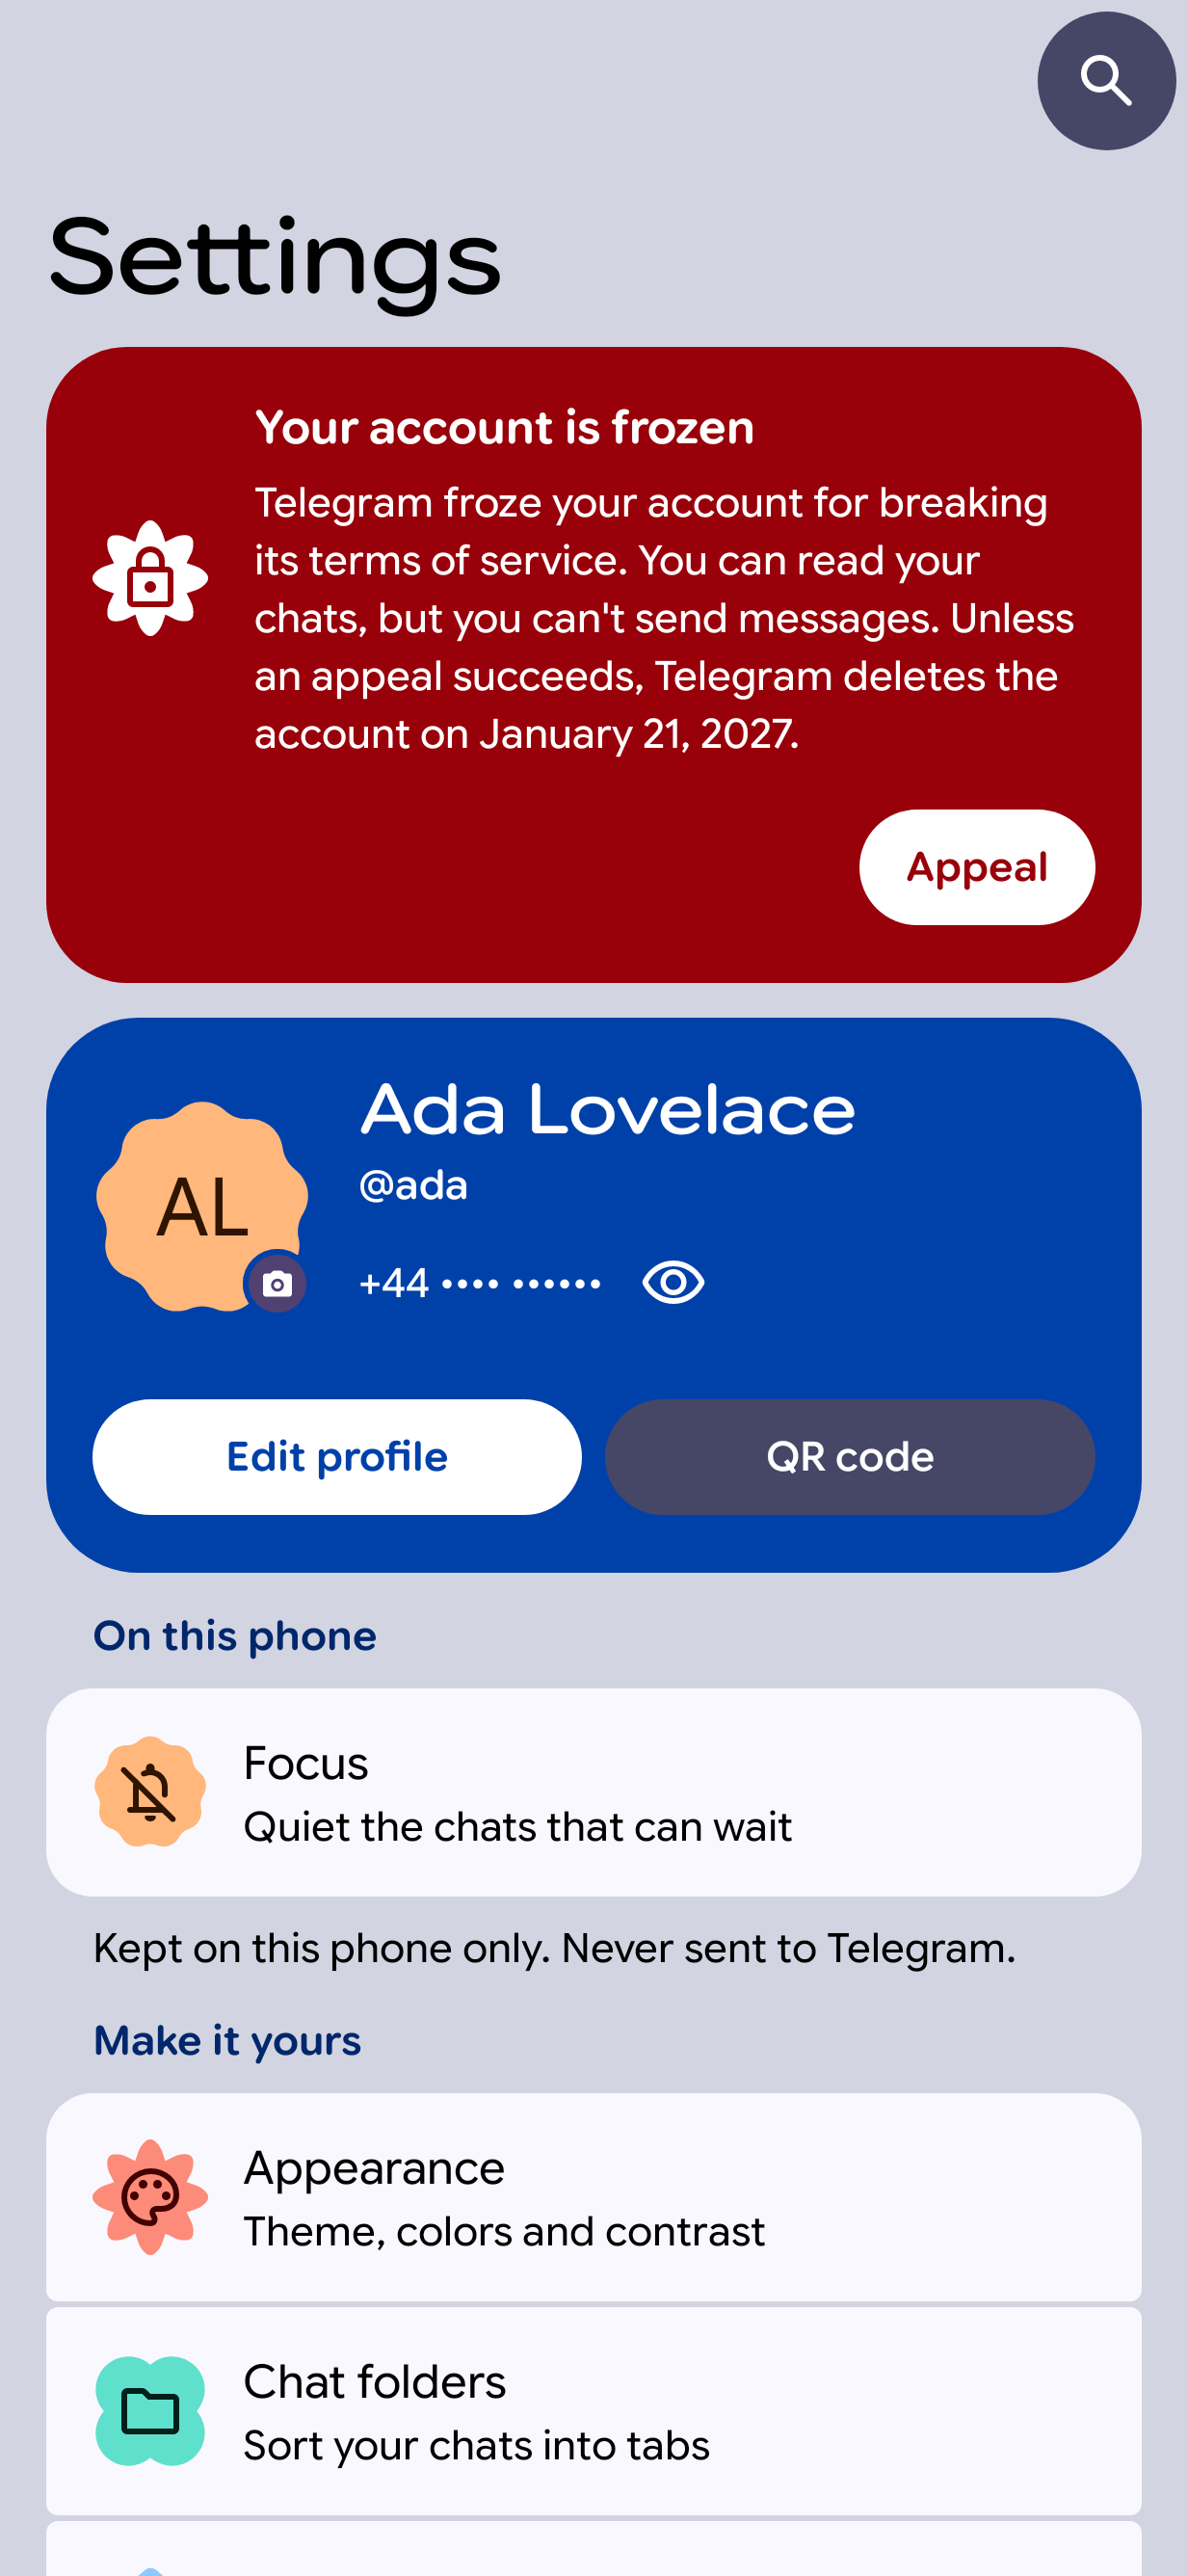 Settings
Your account is frozen
Telegram froze your account for breaking
its terms of service. You can read your
chats, but you can't send messages. Unless
an appeal succeeds, Telegram deletes the
account on January 21, 2027.
Appeal
AL
Ada Lovelace
@ada
+44 •••• ••••••
Edit profile
QR code
On this phone
Focus
Quiet the chats that can wait
Kept on this phone only. Never sent to Telegram.
Make it yours
Appearance
Theme, colors and contrast
Chat folders
Sort your chats into tabs